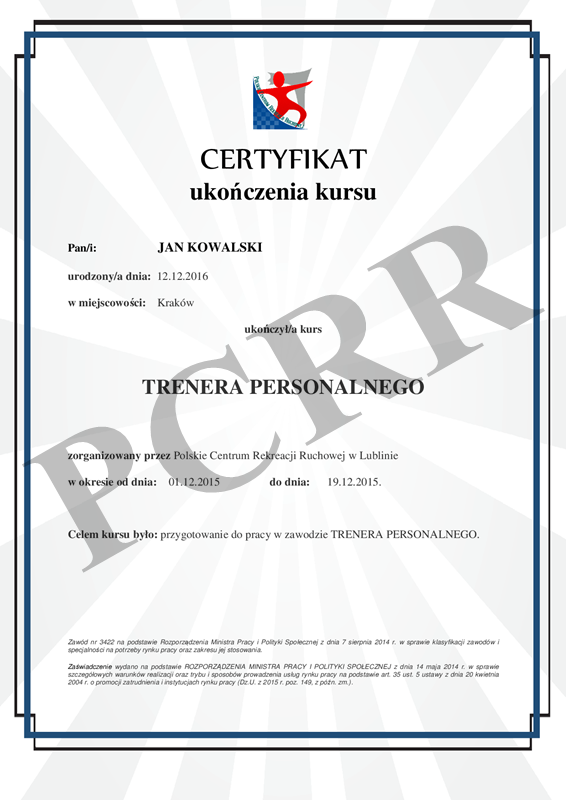 CERTYFIKAT
ukończenia kursu
Pan/i: JAN KOWALSKI
urodzony/a dnia: 12.12.2016
w miejscowości: Kraków
ukończył/a kurs
TRENERA PERSONALNEGO
PCRR
zorganizowany przez Polskie Centrum Rekreacji Ruchowej w Lublinie
w okresie od dnia: 01.12.2015 do dnia: 19.12.2015.
Celem kursu było: przygotowanie do pracy w zawodzie TRENERA PERSONALNEGO.
Zawód nr 3422 na podstawie Rozporządzenia Ministra Pracy i Polityki Społecznej z dnia 7 sierpnia 2014 r. w sprawie klasyfikacji zawodów i
specjalności na potrzeby rynku pracy oraz zakresu jej stosowania.
Zaświadczenie wydano na podstawie ROZPORZĄDZENIA MINISTRA PRACY I POLITYKI SPOŁECZNEJ z dnia 14 maja 2014 r. w sprawie
szczegółowych warunków realizacji oraz trybu i sposobów prowadzenia usług rynku pracy na podstawie art. 35 ust. 5 ustawy z dnia 20 kwietnia
2004 r. o promocji zatrudnienia i instytucjach rynku pracy (Dz.U. z 2015 r. poz. 149, z późn. zm.).